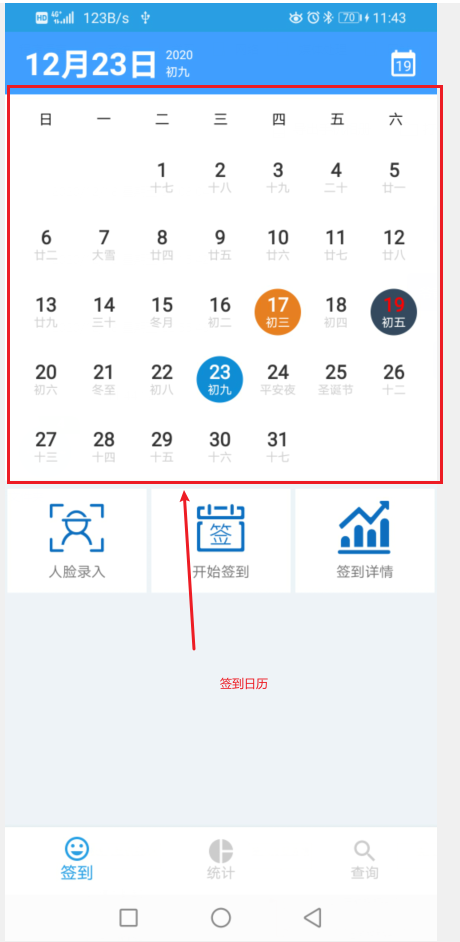 HD 4G+ 123B/s 70 11:43
12月23日 2020 初九 19
日 一 二 三 四 五 六
1 2 3 4 5
十七 十八 十九 二十 廿一
6 7 8 9 10 11 12
廿二 大雪 廿四 廿五 廿六 廿七 廿八
13 14 15 16 17 18 19
廿九 三十 冬月 初二 初三 初四 初五
20 21 22 23 24 25 26
初六 冬至 初八 初九 平安夜 圣诞节 十二
27 28 29 30 31
十三 十四 十五 十六 十七
签
人脸录入 开始签到 签到详情
签到日历
签到 统计 查询